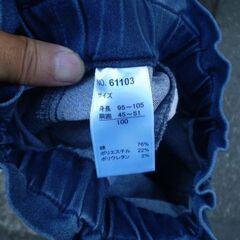 NO. 61103
サイズ
身長 95～105
胴囲 45～51
100
綿 76%
ポリエステル 22%
ポリウレタン 2%